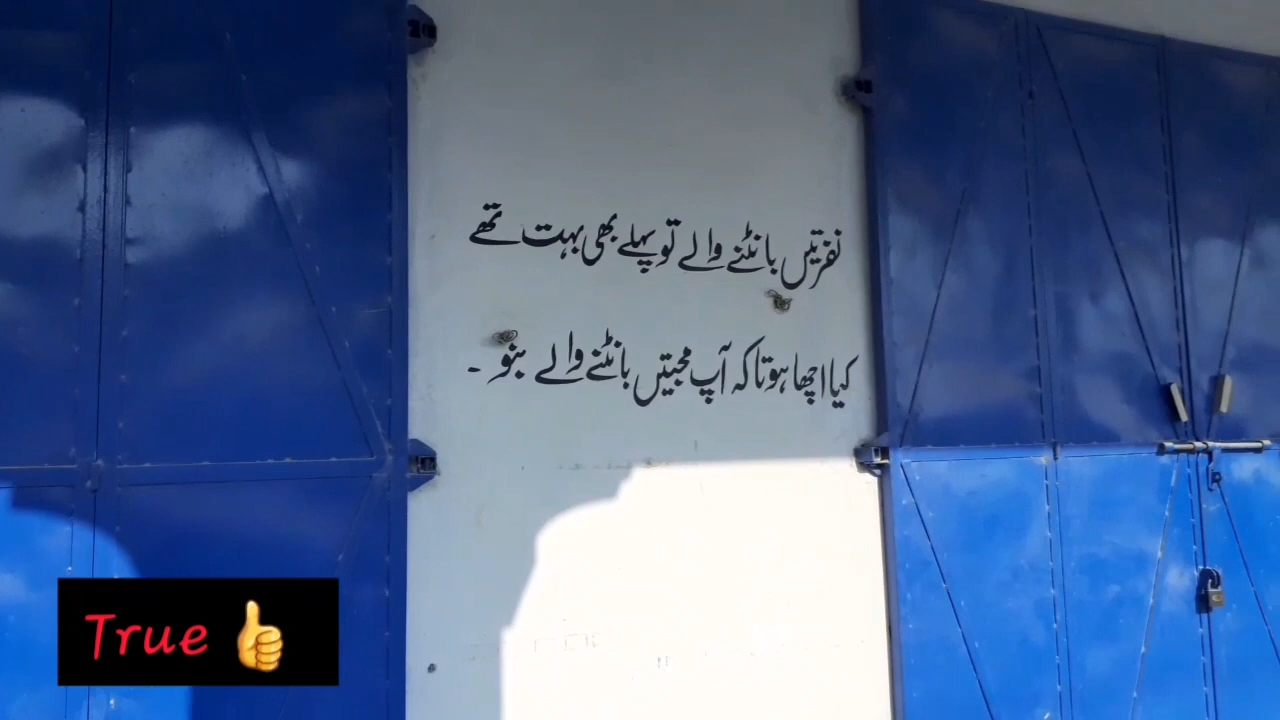 نفرتیں بانٹنے والے تو پہلے بھی بہت تھے
کیا اچھا ہوتا کہ آپ محبتیں بانٹنے والے بنو ۔
True 👍